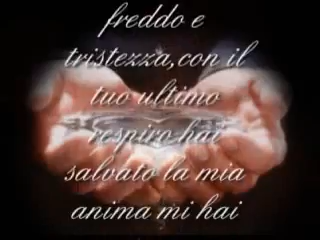 freddo e
tristezza,con il
tuo ultimo
respiro hai
salvato la mia
anima mi hai